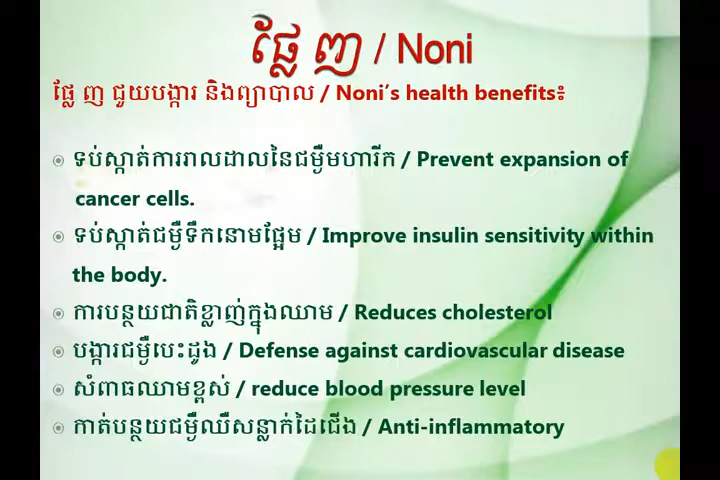 ផ្លែ ញ / Noni
ផ្លែ ញ ជួយបង្ការ និងព្យាបាល / Noni's health benefits៖
ទប់ស្កាត់ការរាលដាលនៃជម្ងឺមហារីក / Prevent expansion of
cancer cells.
ទប់ស្កាត់ជម្ងឺទឹកនោមផ្អែម / Improve insulin sensitivity within
the body.
ការបន្ថយជាតិខ្លាញ់ក្នុងឈាម / Reduces cholesterol
បង្ការជម្ងឺបេះដូង / Defense against cardiovascular disease
សំពាធឈាមខ្ពស់ / reduce blood pressure level
កាត់បន្ថយជម្ងឺឈឺសន្លាក់ដៃជើង / Anti-inflammatory